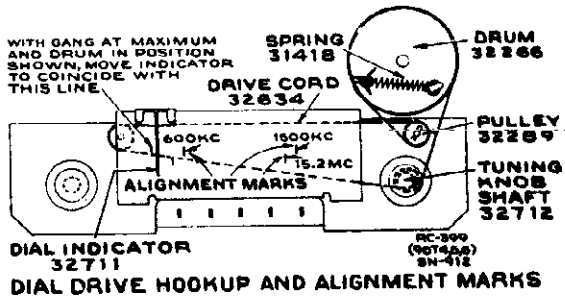 WITH GANG AT MAXIMUM
AND DRUM IN POSITION
SHOWN, MOVE INDICATOR
TO COINCIDE WITH
THIS LINE
SPRING
31418
DRUM
32266
DRIVE CORD
32634
PULLEY
32289
600KC
1500KC
15.2MC
ALIGNMENT MARKS
TUNING
KNOB
SHAFT
32712
DIAL INDICATOR
32711
RC-399
SN-412
DIAL DRIVE HOOKUP AND ALIGNMENT MARKS